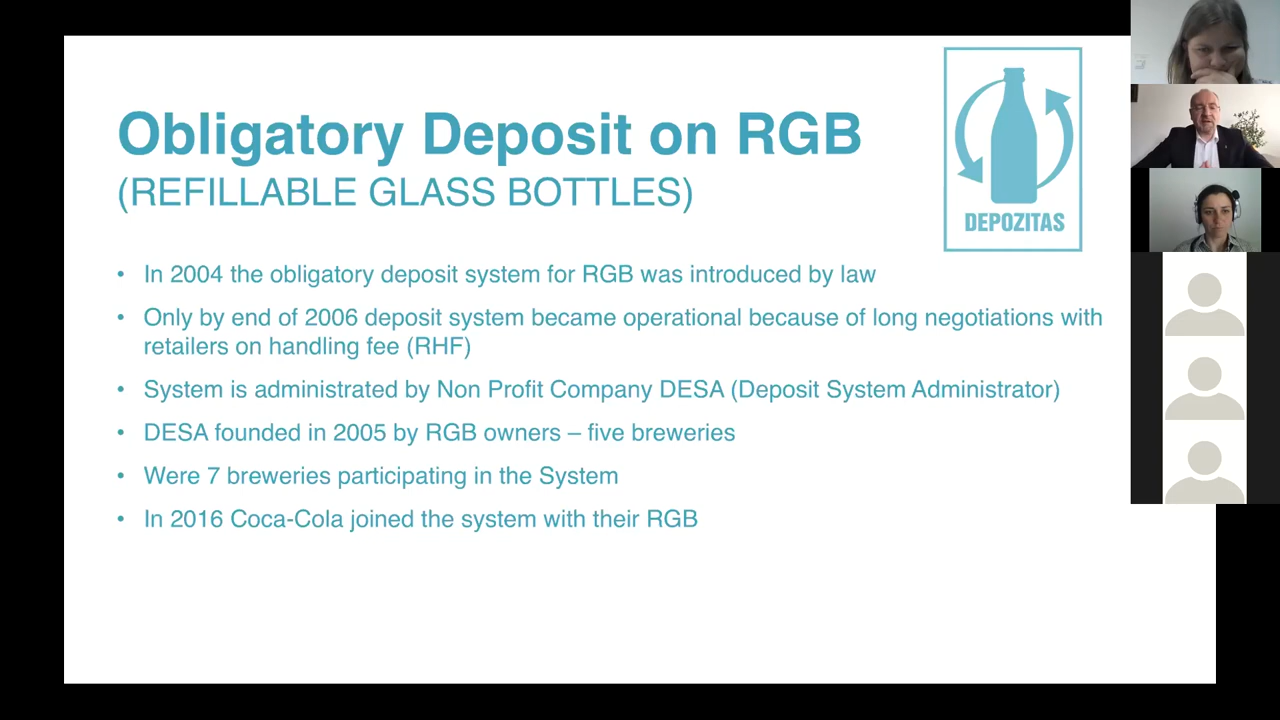 Obligatory Deposit on RGB
(REFILLABLE GLASS BOTTLES)
DEPOZITAS
• In 2004 the obligatory deposit system for RGB was introduced by law
• Only by end of 2006 deposit system became operational because of long negotiations with
retailers on handling fee (RHF)
• System is administrated by Non Profit Company DESA (Deposit System Administrator)
• DESA founded in 2005 by RGB owners – five breweries
• Were 7 breweries participating in the System
• In 2016 Coca-Cola joined the system with their RGB